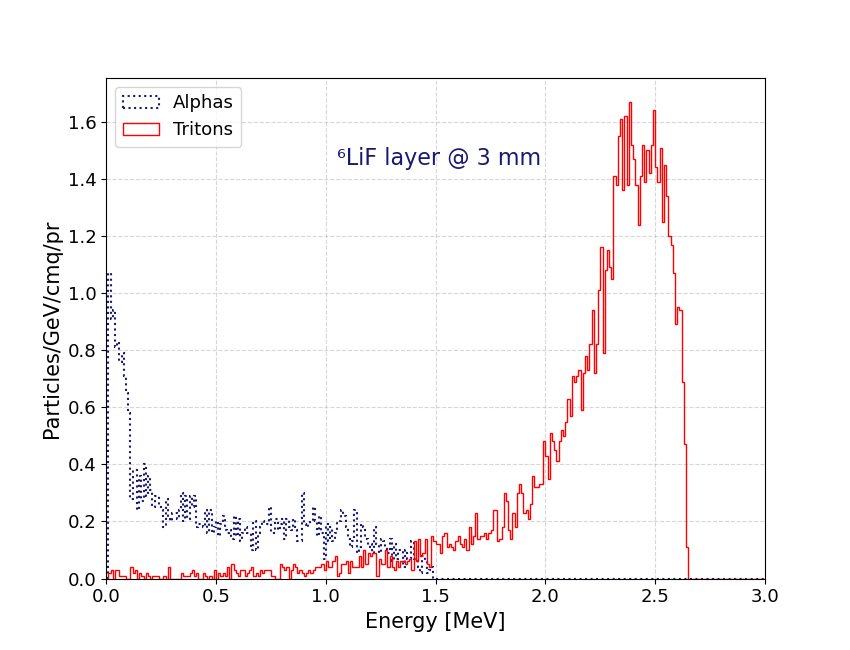 Alphas
Tritons
⁶LiF layer @ 3 mm
Particles/GeV/cmq/pr
1.6
1.4
1.2
1.0
0.8
0.6
0.4
0.2
0.0
0.0 0.5 1.0 1.5 2.0 2.5 3.0
Energy [MeV]